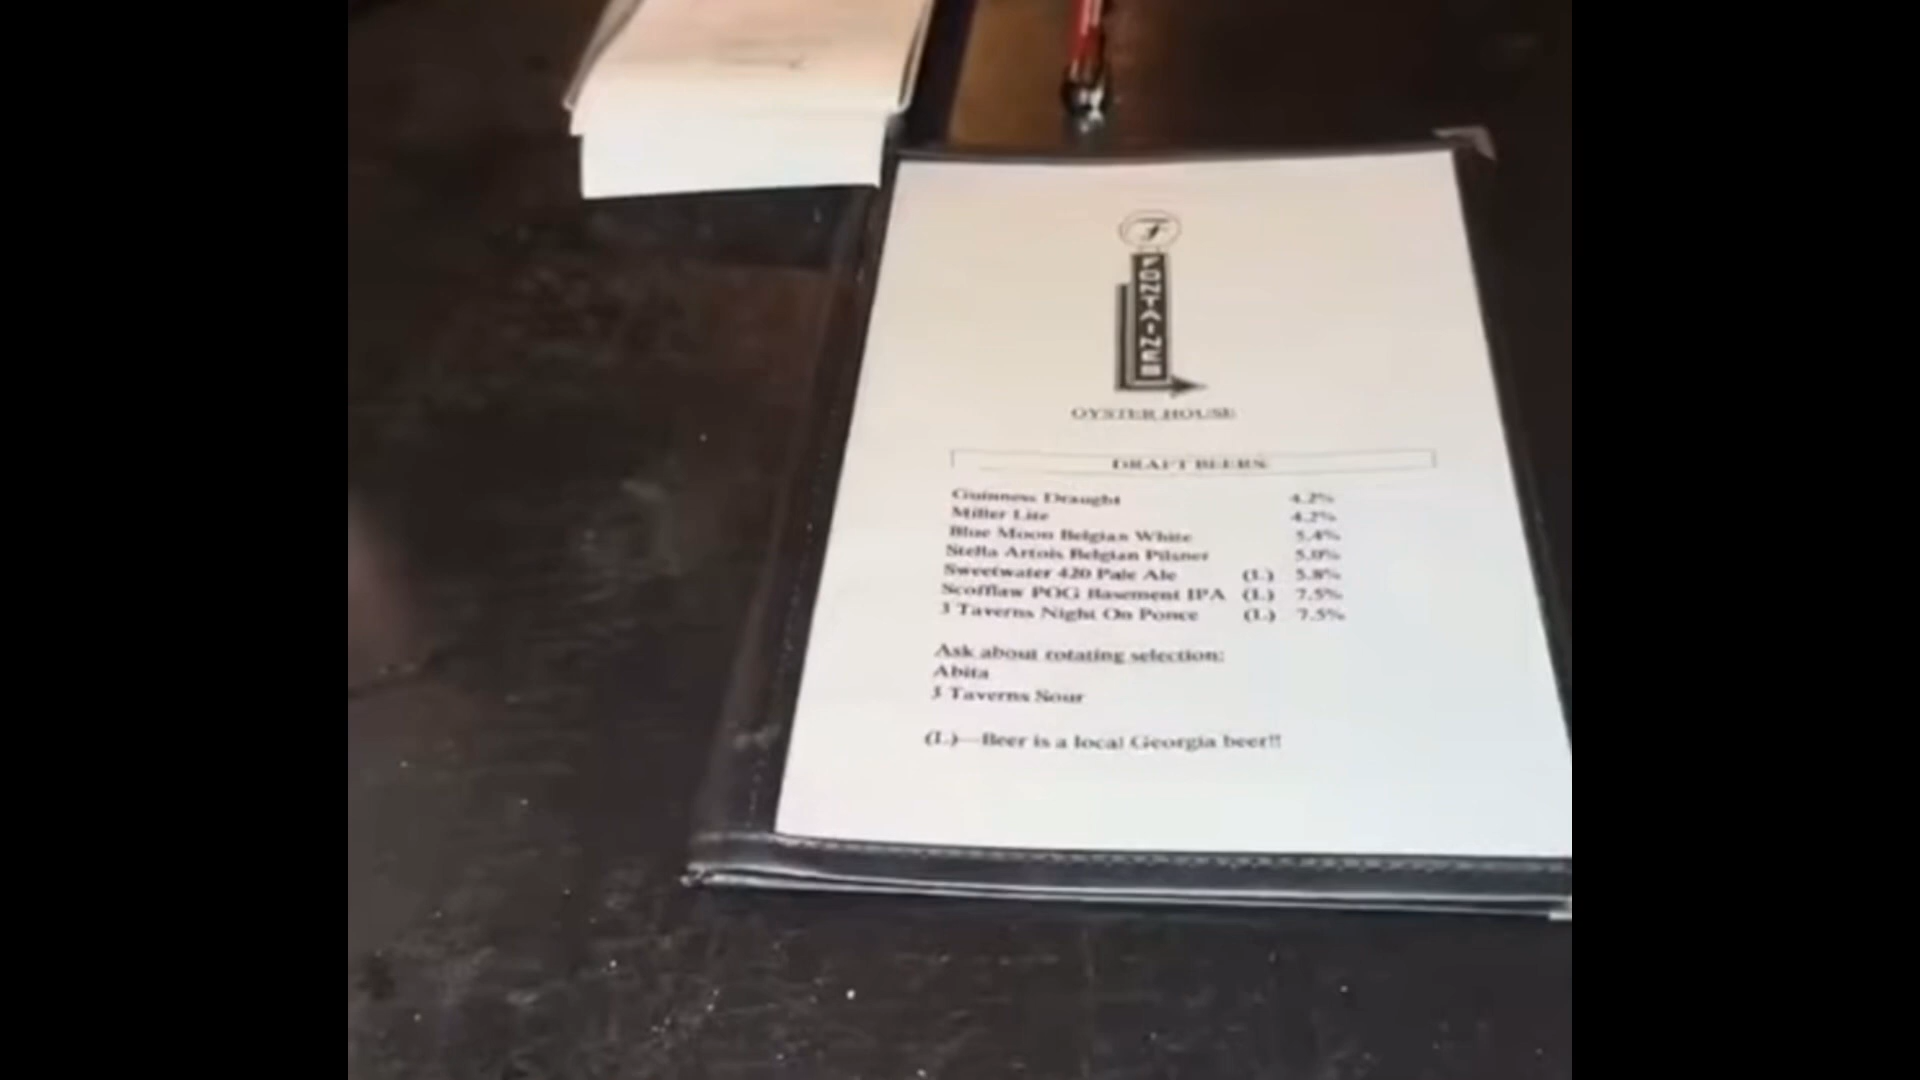 F
FONTAINES
OYSTER HOUSE
DRAFT BEERS
Guinness Draught 4.2%
Miller Lite 4.2%
Blue Moon Belgian White 5.4%
Stella Artois Belgian Pilsner 5.0%
Sweetwater 420 Pale Ale (L) 5.8%
Scofflaw POG Basement IPA (L) 7.5%
3 Taverns Night On Ponce (L) 7.5%
Ask about rotating selection:
Abita
3 Taverns Sour
(L)—Beer is a local Georgia beer!!